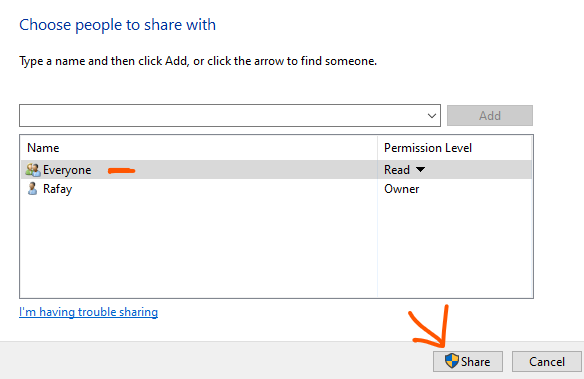 Choose people to share with
Type a name and then click Add, or click the arrow to find someone.
Add
Name Permission Level
Everyone Read
Rafay Owner
I'm having trouble sharing
Share Cancel